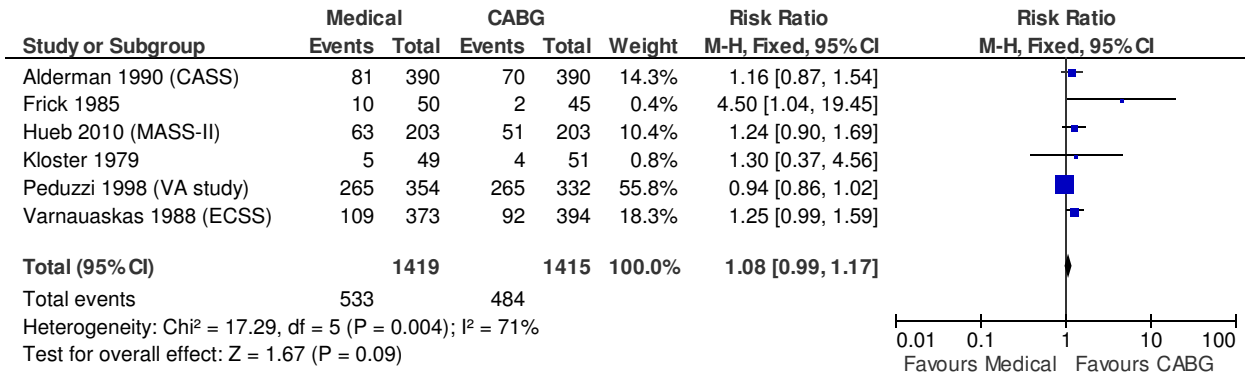 Medical CABG Risk Ratio Risk Ratio
Study or Subgroup Events Total Events Total Weight M-H, Fixed, 95% CI M-H, Fixed, 95% CI
Alderman 1990 (CASS) 81 390 70 390 14.3% 1.16 [0.87, 1.54]
Frick 1985 10 50 2 45 0.4% 4.50 [1.04, 19.45]
Hueb 2010 (MASS-II) 63 203 51 203 10.4% 1.24 [0.90, 1.69]
Kloster 1979 5 49 4 51 0.8% 1.30 [0.37, 4.56]
Peduzzi 1998 (VA study) 265 354 265 332 55.8% 0.94 [0.86, 1.02]
Varnauaskas 1988 (ECSS) 109 373 92 394 18.3% 1.25 [0.99, 1.59]
Total (95% CI) 1419 1415 100.0% 1.08 [0.99, 1.17]
Total events 533 484
Heterogeneity: Chi² = 17.29, df = 5 (P = 0.004); I² = 71%
Test for overall effect: Z = 1.67 (P = 0.09)
0.01 0.1 1 10 100
Favours Medical Favours CABG